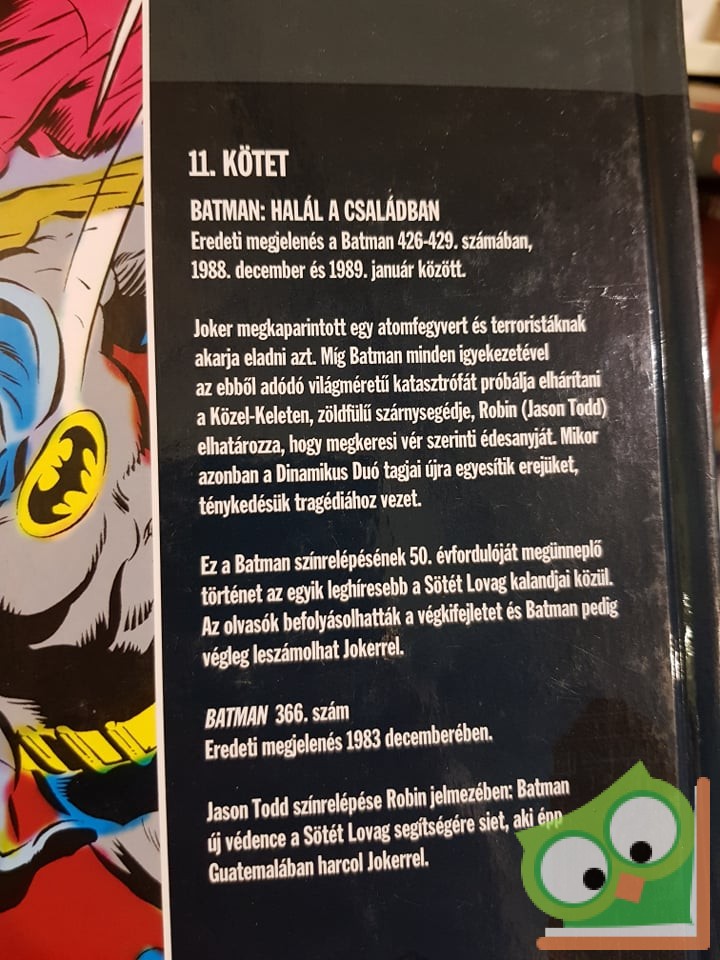 11. KÖTET
BATMAN: HALÁL A CSALÁDBAN
Eredeti megjelenés a Batman 426-429. számában,
1988. december és 1989. január között.
Joker megkaparintott egy atomfegyvert és terroristáknak
akarja eladni azt. Míg Batman minden igyekezetével
az ebből adódó világméretű katasztrófát próbálja elhárítani
a Közel-Keleten, zöldfülű szárnysegédje, Robin (Jason Todd)
elhatározza, hogy megkeresi vér szerinti édesanyját. Mikor
azonban a Dinamikus Duó tagjai újra egyesítik erejüket,
ténykedésük tragédiához vezet.
Ez a Batman színrelépésének 50. évfordulóját megünneplő
történet az egyik leghíresebb a Sötét Lovag kalandjai közül.
Az olvasók befolyásolhatták a végkifejletet és Batman pedig
végleg leszámolhat Jokerrel.
BATMAN 366. szám
Eredeti megjelenés 1983 decemberében.
Jason Todd színrelépése Robin jelmezében: Batman
új védence a Sötét Lovag segítségére siet, aki épp
Guatemalában harcol Jokerrel.